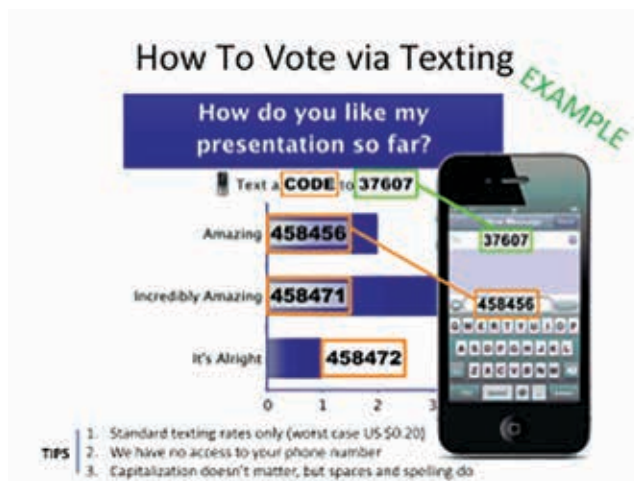 How To Vote via Texting
EXAMPLE
How do you like my
presentation so far?
Text a CODE to 37607
Amazing 458456
Incredibly Amazing 458471
It's Alright 458472
0 1 2 3
37607
458456
TIPS
1. Standard texting rates only (worst case US $0.20)
2. We have no access to your phone number
3. Capitalization doesn't matter, but spaces and spelling do